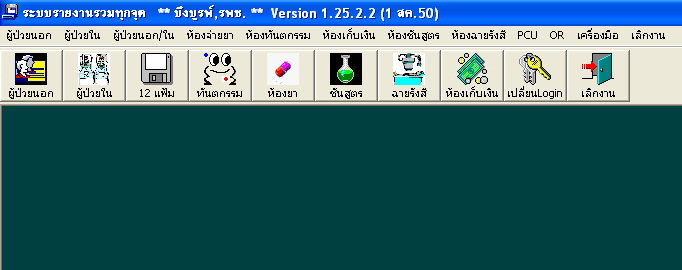 ระบบรายงานรวมทุกจุด ** บึงบูรพ์,รพช. ** Version 1.25.2.2 (1 สค.50)
ผู้ป่วยนอก ผู้ป่วยใน ผู้ป่วยนอก/ใน ห้องจ่ายยา ห้องทันตกรรม ห้องเก็บเงิน ห้องชันสูตร ห้องฉายรังสี PCU OR เครื่องมือ เลิกงาน
ผู้ป่วยนอก ผู้ป่วยใน 12 แฟ้ม ทันตกรรม ห้องยา ชันสูตร ฉายรังสี ห้องเก็บเงิน เปลี่ยนLogin เลิกงาน